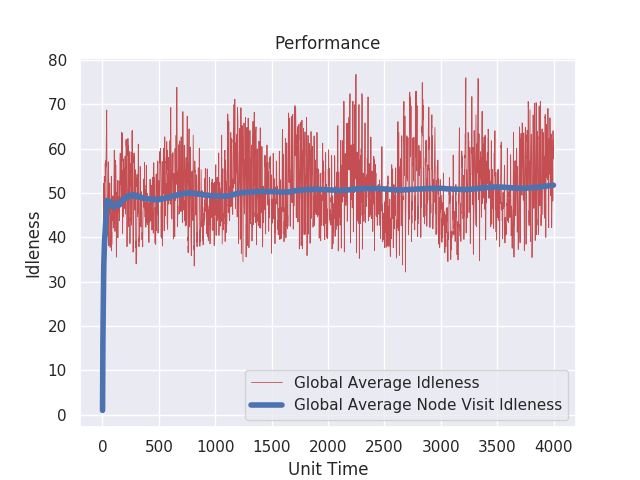 Performance
80
70
60
50
40
30
20
10
0
Idleness
Global Average Idleness
Global Average Node Visit Idleness
0 500 1000 1500 2000 2500 3000 3500 4000
Unit Time